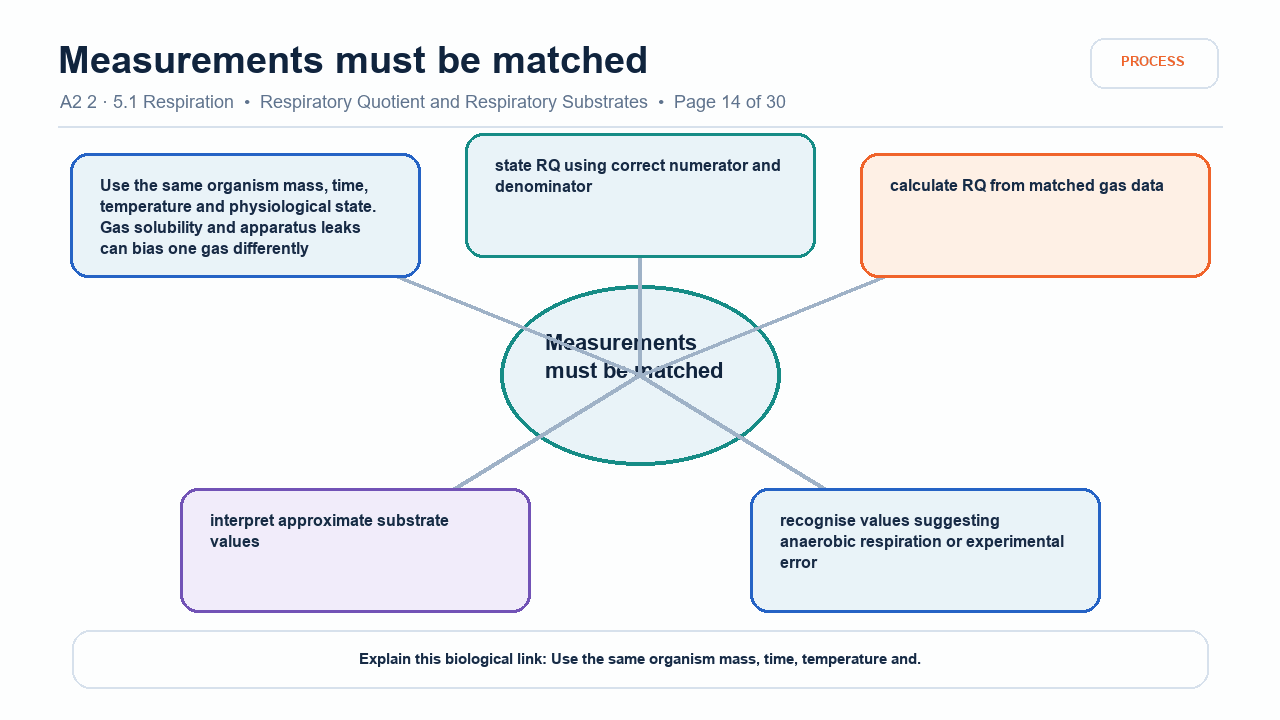 Measurements must be matched
PROCESS
A2 2 · 5.1 Respiration • Respiratory Quotient and Respiratory Substrates • Page 14 of 30
Use the same organism mass, time,
temperature and physiological state.
Gas solubility and apparatus leaks
can bias one gas differently
state RQ using correct numerator and
denominator
calculate RQ from matched gas data
Measurements
must be matched
interpret approximate substrate
values
recognise values suggesting
anaerobic respiration or experimental
error
Explain this biological link: Use the same organism mass, time, temperature and.